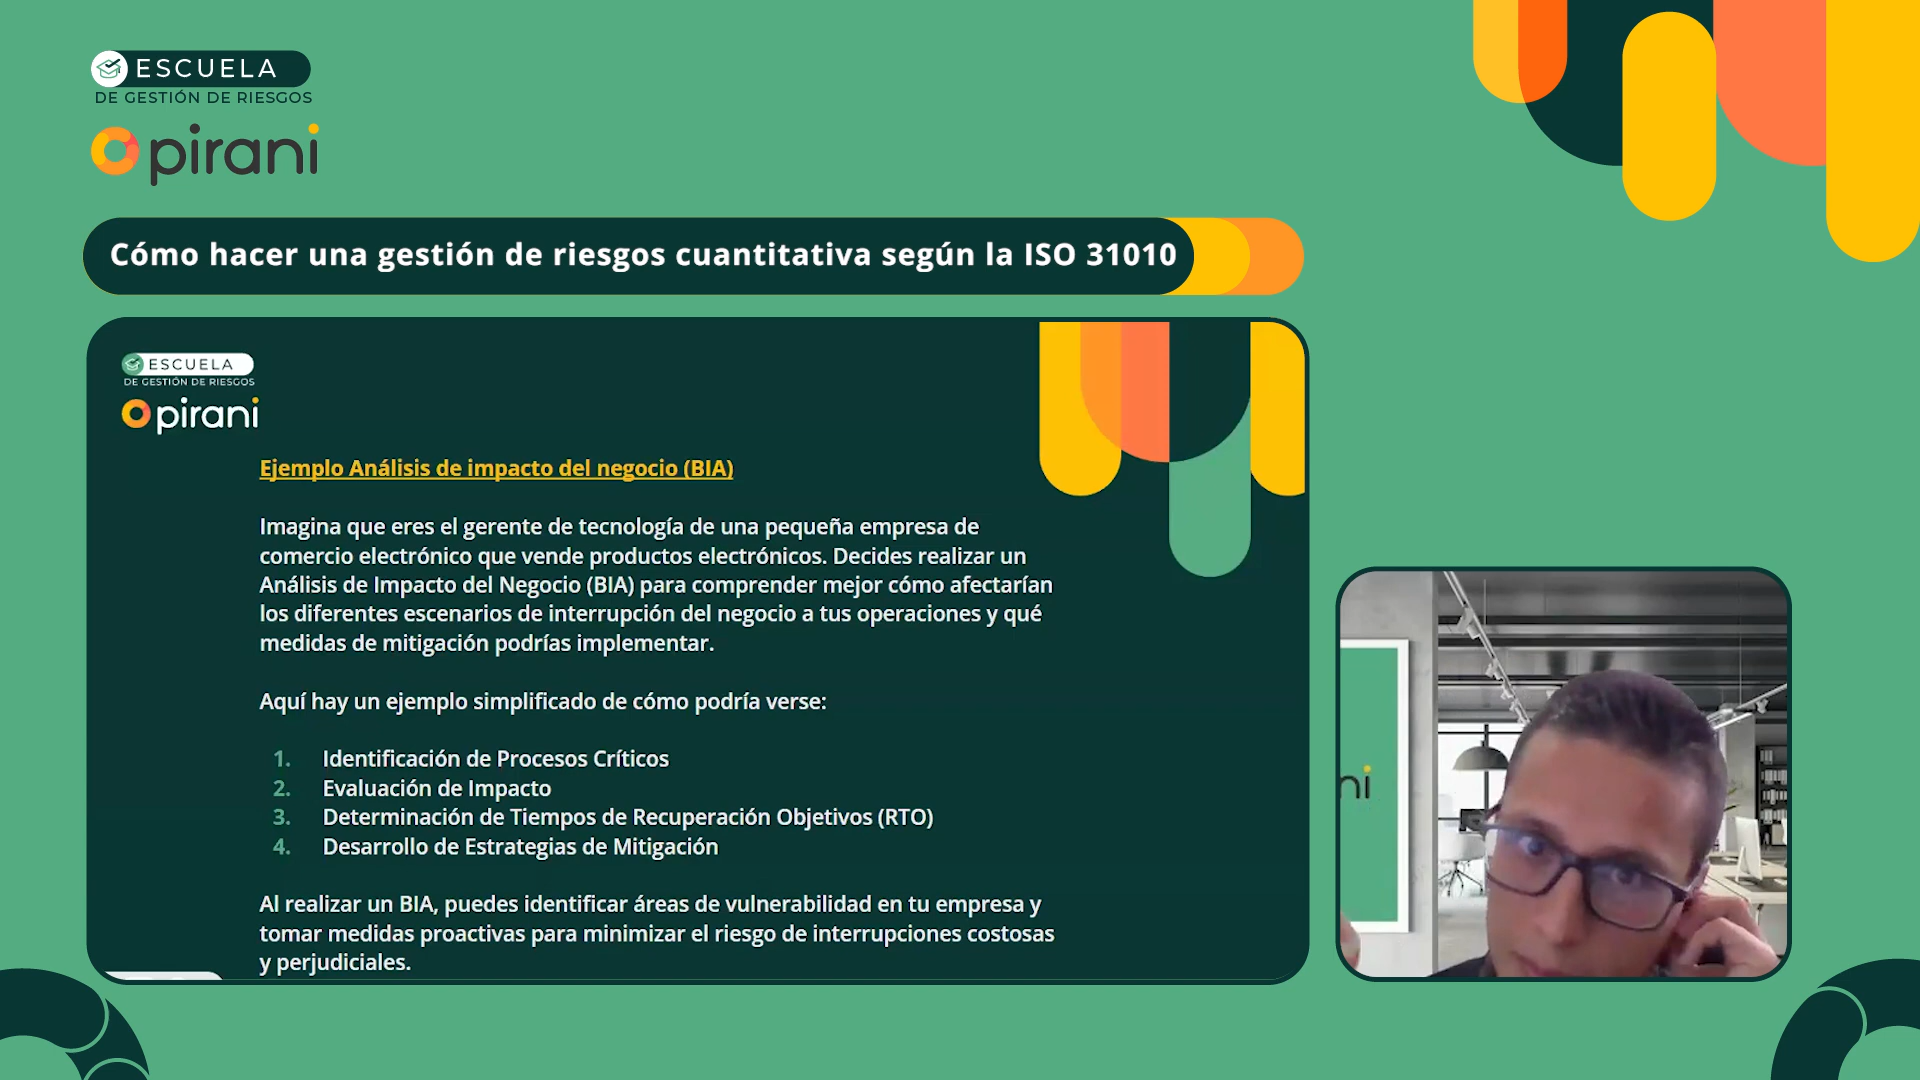 ESCUELA
DE GESTIÓN DE RIESGOS
pirani
Cómo hacer una gestión de riesgos cuantitativa según la ISO 31010
ESCUELA
DE GESTIÓN DE RIESGOS
pirani
Ejemplo Análisis de impacto del negocio (BIA)
Imagina que eres el gerente de tecnología de una pequeña empresa de
comercio electrónico que vende productos electrónicos. Decides realizar un
Análisis de Impacto del Negocio (BIA) para comprender mejor cómo afectarían
los diferentes escenarios de interrupción del negocio a tus operaciones y qué
medidas de mitigación podrías implementar.
Aquí hay un ejemplo simplificado de cómo podría verse:
1. Identificación de Procesos Críticos
2. Evaluación de Impacto
3. Determinación de Tiempos de Recuperación Objetivos (RTO)
4. Desarrollo de Estrategias de Mitigación
Al realizar un BIA, puedes identificar áreas de vulnerabilidad en tu empresa y
tomar medidas proactivas para minimizar el riesgo de interrupciones costosas
y perjudiciales.
ni